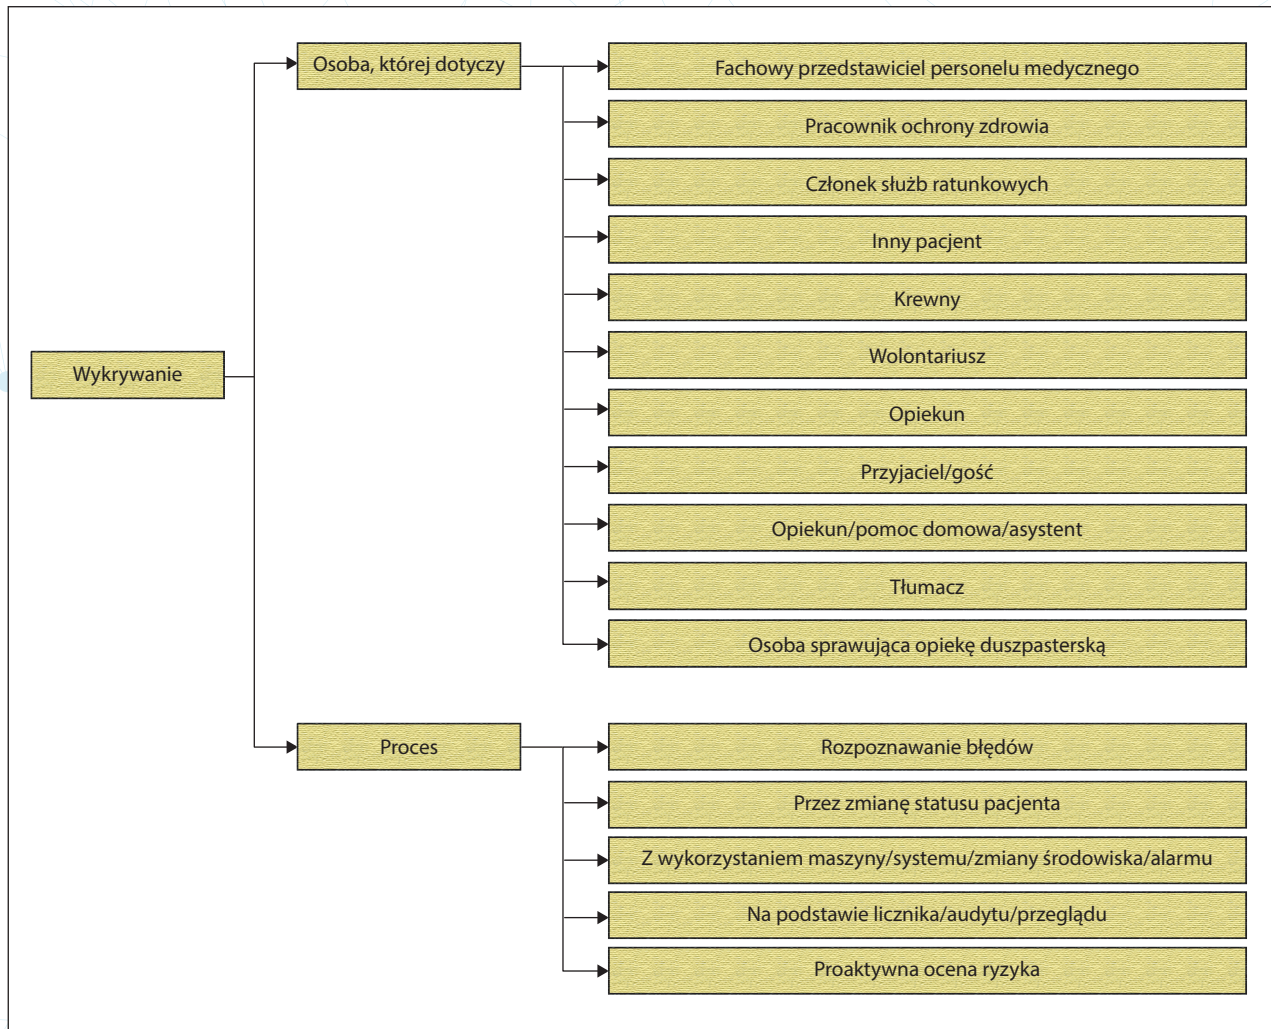 Wykrywanie
Osoba, której dotyczy
Fachowy przedstawiciel personelu medycznego
Pracownik ochrony zdrowia
Członek służb ratunkowych
Inny pacjent
Krewny
Wolontariusz
Opiekun
Przyjaciel/gość
Opiekun/pomoc domowa/asystent
Tłumacz
Osoba sprawująca opiekę duszpasterską
Proces
Rozpoznawanie błędów
Przez zmianę statusu pacjenta
Z wykorzystaniem maszyny/systemu/zmiany środowiska/alarmu
Na podstawie licznika/audytu/przeglądu
Proaktywna ocena ryzyka